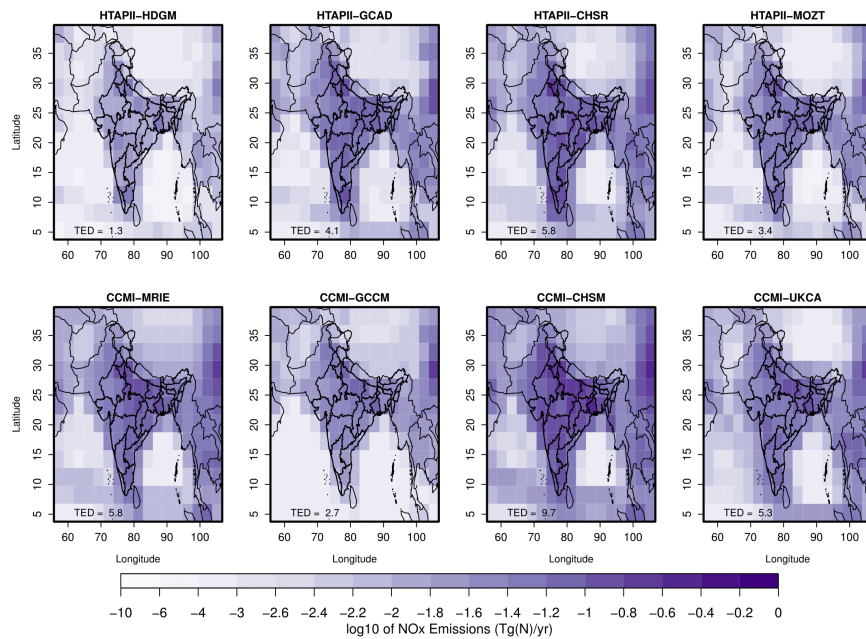 HTAPII−HDGM HTAPII−GCAD HTAPII−CHSR HTAPII−MOZT
Latitude
35
30
25
20
15
10
5
TED = 1.3 TED = 4.1 TED = 5.8 TED = 3.4
60 70 80 90 100 60 70 80 90 100 60 70 80 90 100 60 70 80 90 100
CCMI−MRIE CCMI−GCCM CCMI−CHSM CCMI−UKCA
Latitude
35
30
25
20
15
10
5
TED = 5.8 TED = 2.7 TED = 9.7 TED = 5.3
60 70 80 90 100 60 70 80 90 100 60 70 80 90 100 60 70 80 90 100
Longitude Longitude Longitude Longitude
−10 −6 −4 −3 −2.6 −2.4 −2.2 −2 −1.8 −1.6 −1.4 −1.2 −1 −0.8 −0.6 −0.4 −0.2 0
log10 of NOx Emissions (Tg(N)/yr)